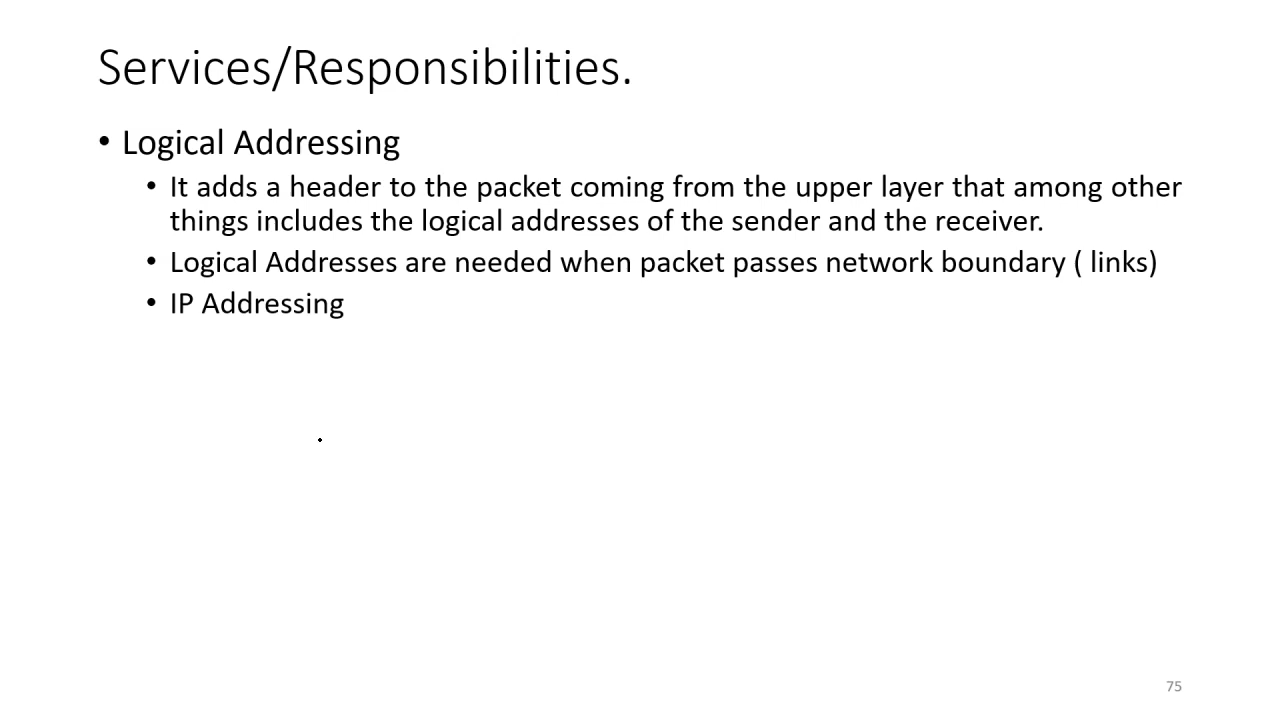 Services/Responsibilities.
• Logical Addressing
• It adds a header to the packet coming from the upper layer that among other
things includes the logical addresses of the sender and the receiver.
• Logical Addresses are needed when packet passes network boundary ( links)
• IP Addressing
75